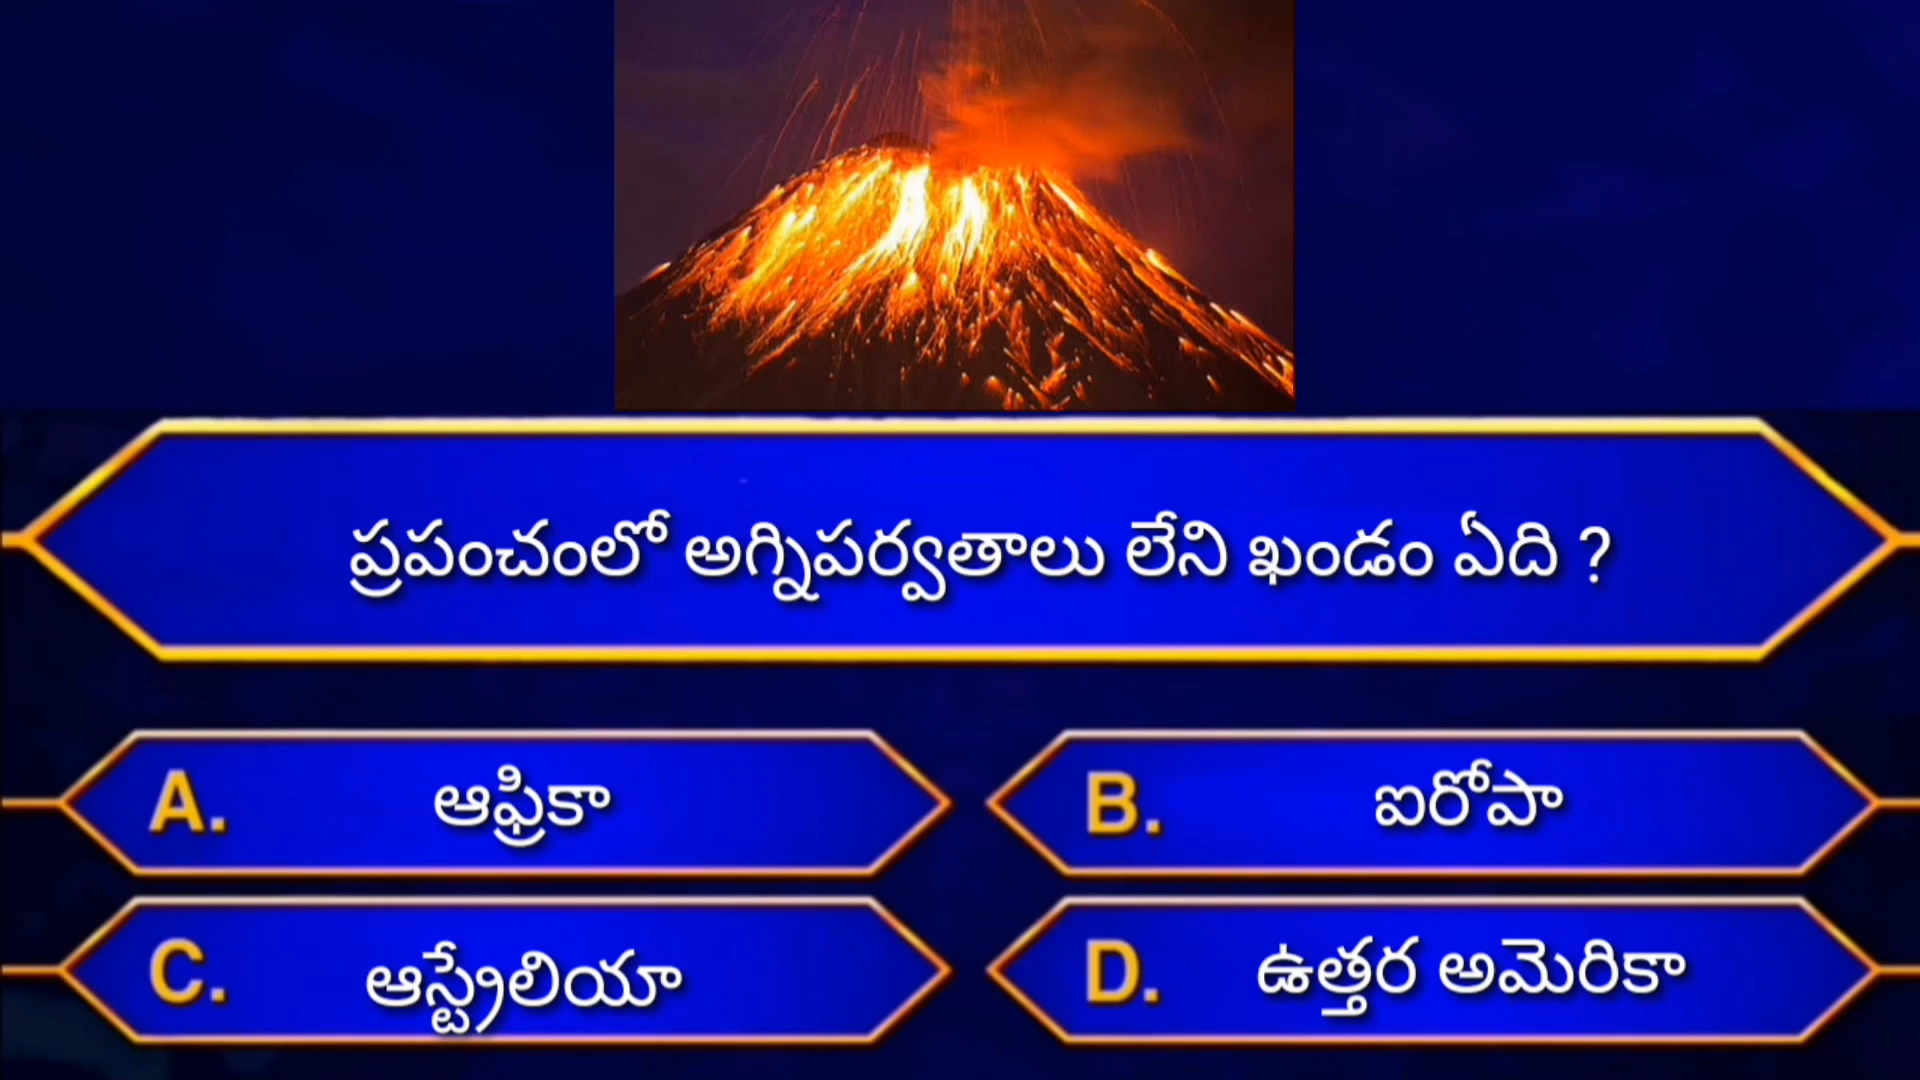 ప్రపంచంలో అగ్నిపర్వతాలు లేని ఖండం ఏది ?
A. ఆఫ్రికా
B. ఐరోపా
C. ఆస్ట్రేలియా
D. ఉత్తర అమెరికా